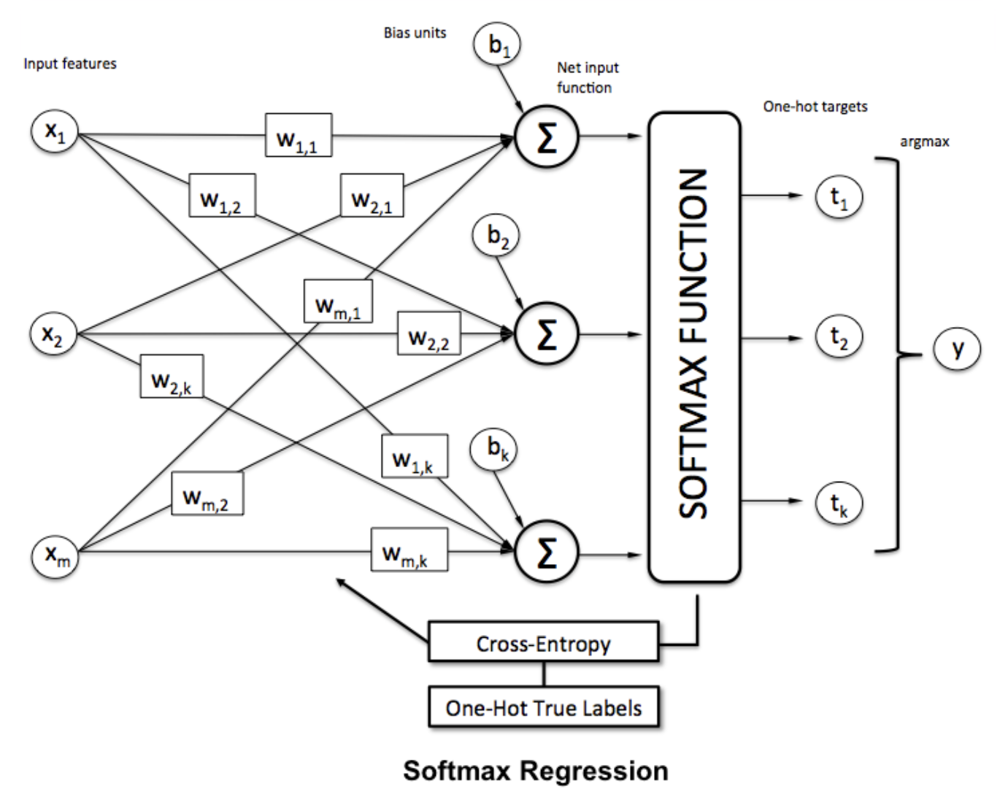 Bias units
b1
Input features
Net input
function
One-hot targets
x1
w1,1
Σ
argmax
w1,2
w2,1
t1
b2
wm,1
x2
w2,2
Σ
SOFTMAX FUNCTION
t2
y
w2,k
b k
w1,k
wm,2
tk
xm
wm,k
Σ
Cross-Entropy
One-Hot True Labels
Softmax Regression